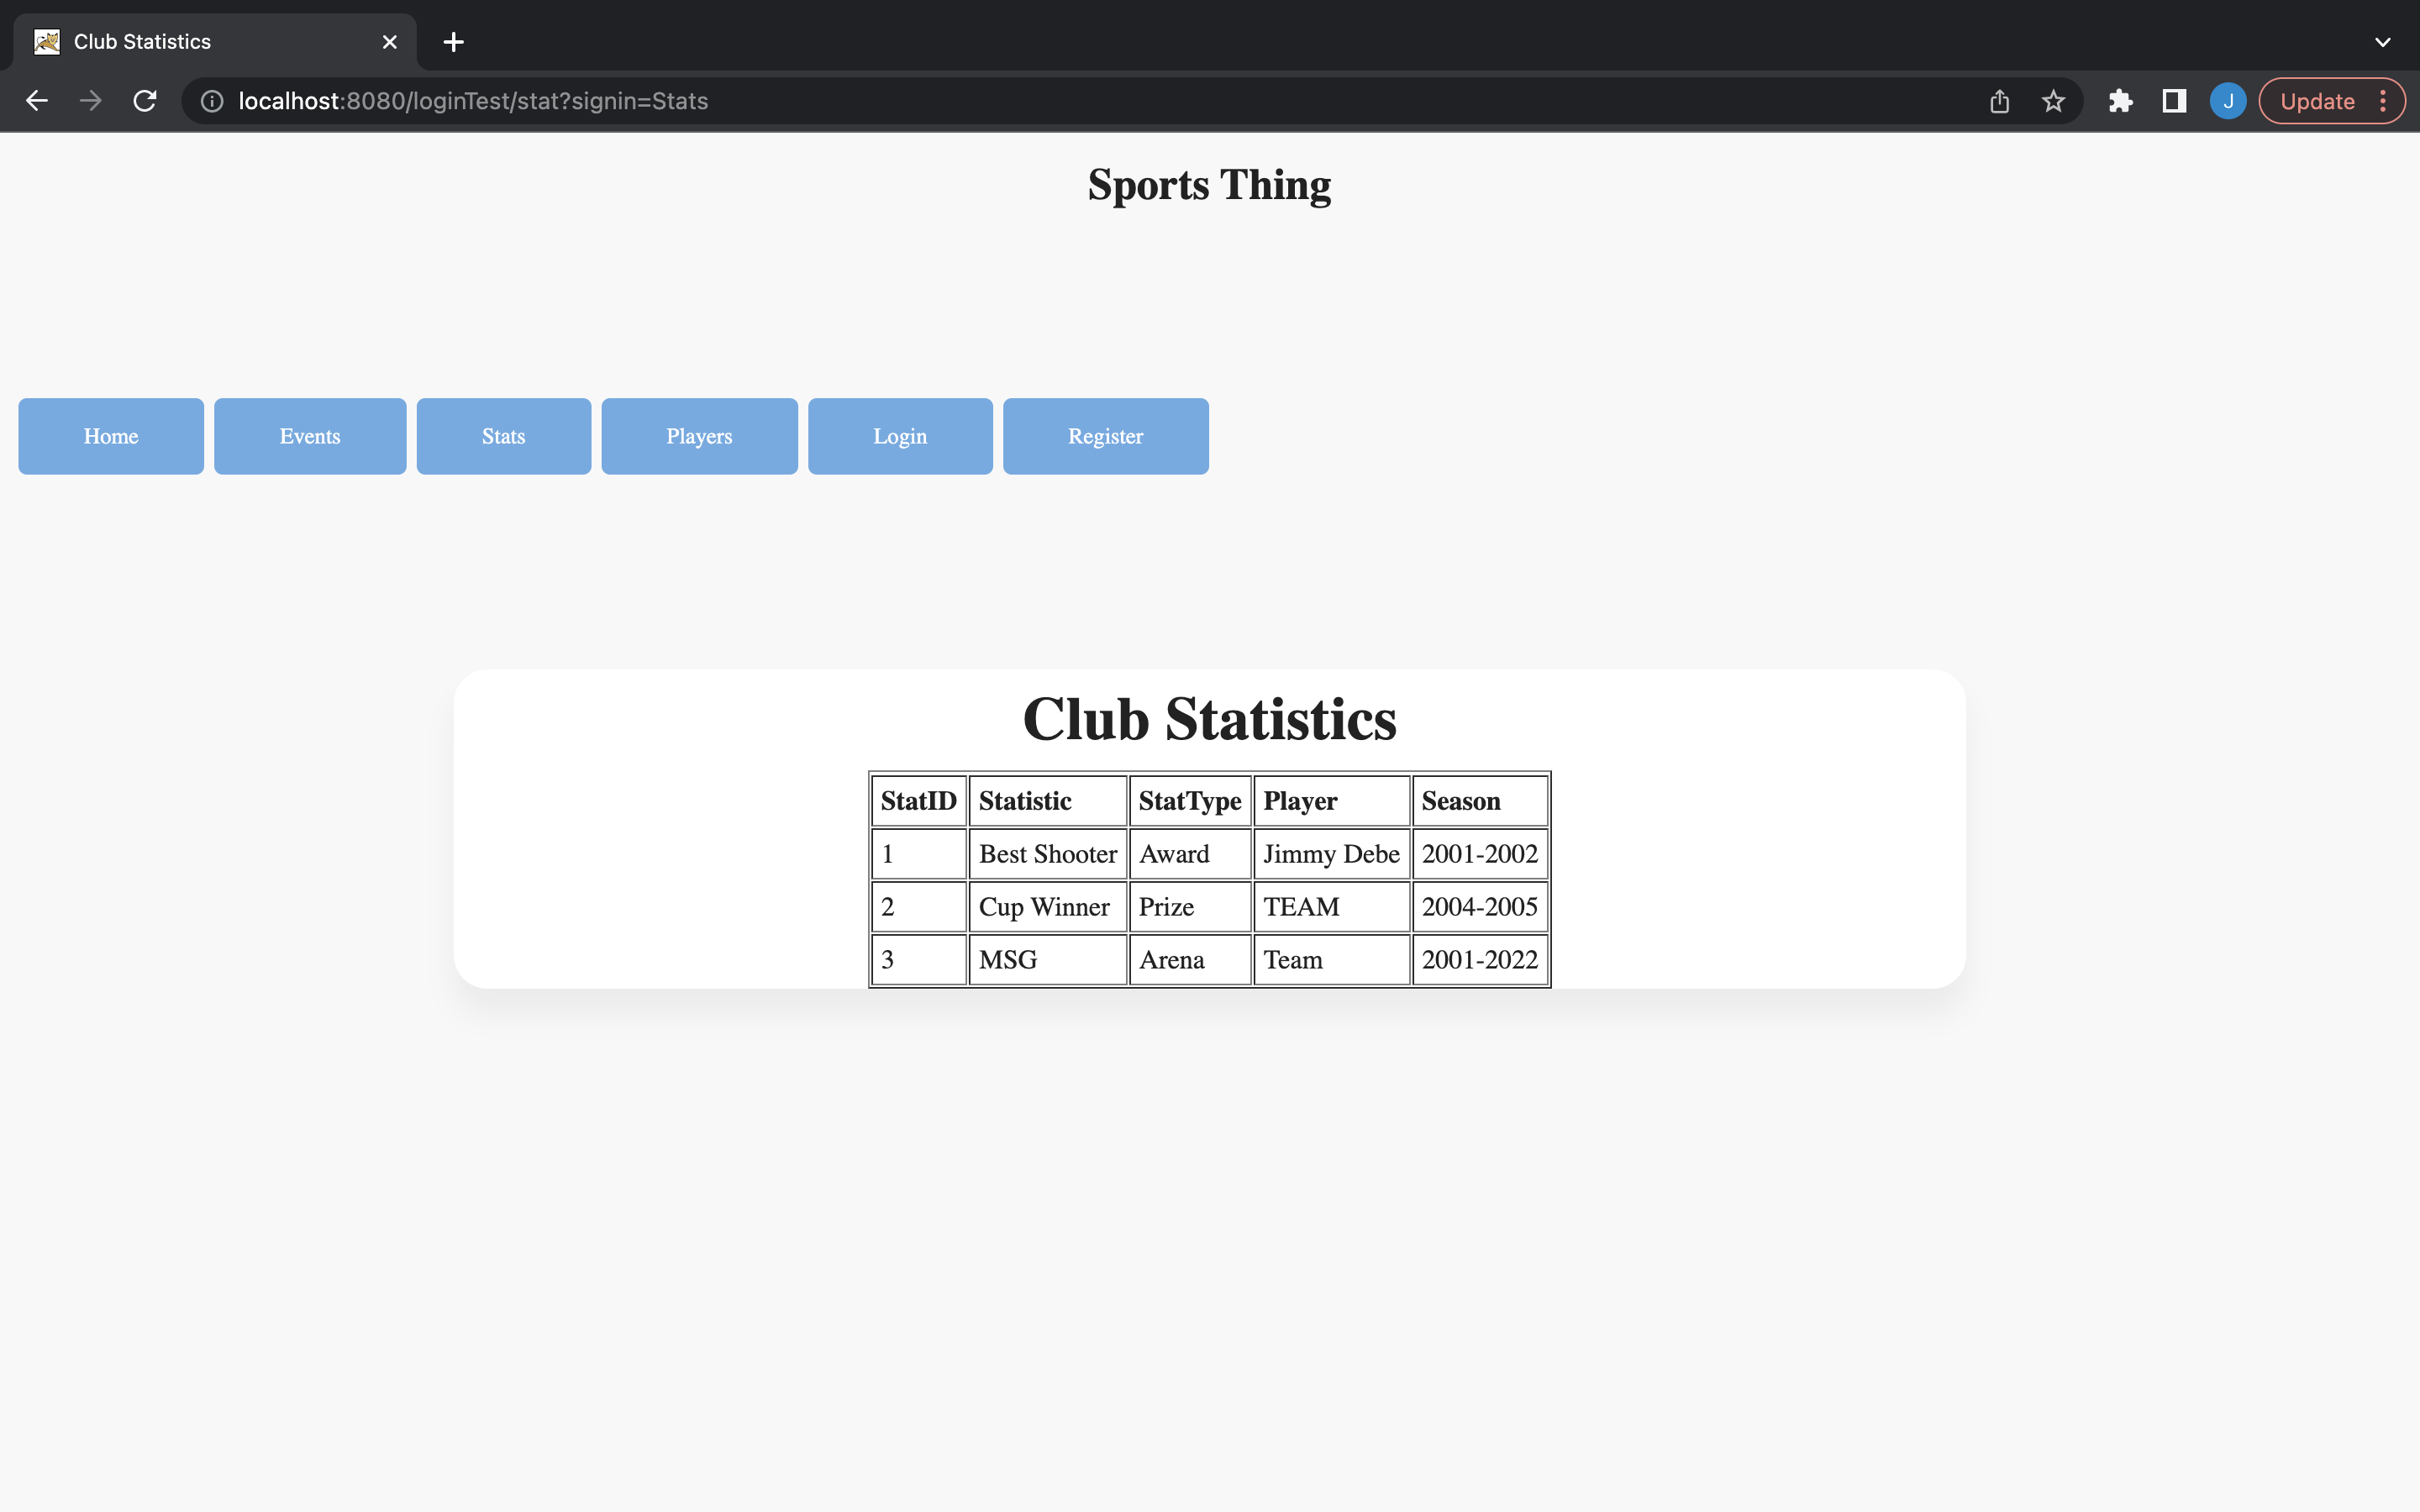 Club Statistics
localhost:8080/loginTest/stat?signin=Stats
J
Update
Sports Thing
Home Events Stats Players Login Register
Club Statistics
StatID Statistic StatType Player Season
1 Best Shooter Award Jimmy Debe 2001-2002
2 Cup Winner Prize TEAM 2004-2005
3 MSG Arena Team 2001-2022